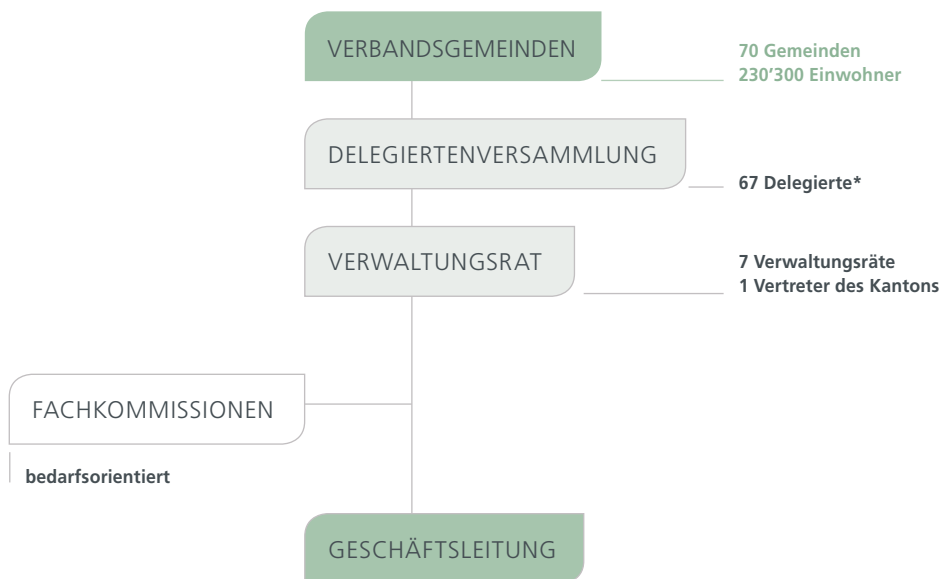 VERBANDSGEMEINDEN
70 Gemeinden
230’300 Einwohner
DELEGIERTENVERSAMMLUNG
67 Delegierte*
VERWALTUNGSRAT
7 Verwaltungsräte
1 Vertreter des Kantons
FACHKOMMISSIONEN
bedarfsorientiert
GESCHÄFTSLEITUNG